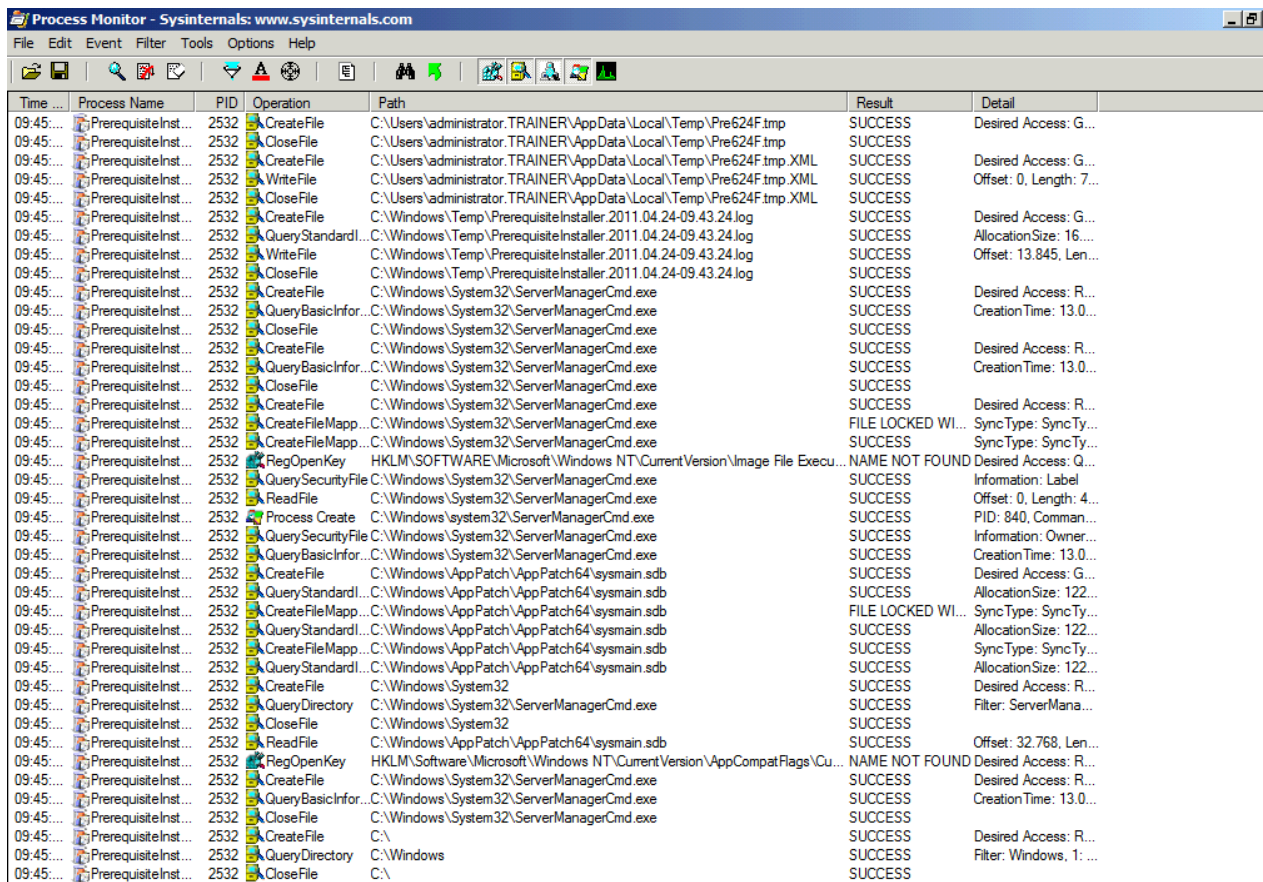 Process Monitor - Sysinternals: www.sysinternals.com
File Edit Event Filter Tools Options Help
Time ... Process Name PID Operation Path Result Detail
09:45:... PrerequisiteInst... 2532 CreateFile C:\Users\administrator.TRAINER\AppData\Local\Temp\Pre624F.tmp SUCCESS Desired Access: G...
09:45:... PrerequisiteInst... 2532 CloseFile C:\Users\administrator.TRAINER\AppData\Local\Temp\Pre624F.tmp SUCCESS
09:45:... PrerequisiteInst... 2532 CreateFile C:\Users\administrator.TRAINER\AppData\Local\Temp\Pre624F.tmp.XML SUCCESS Desired Access: G...
09:45:... PrerequisiteInst... 2532 WriteFile C:\Users\administrator.TRAINER\AppData\Local\Temp\Pre624F.tmp.XML SUCCESS Offset: 0, Length: 7...
09:45:... PrerequisiteInst... 2532 CloseFile C:\Users\administrator.TRAINER\AppData\Local\Temp\Pre624F.tmp.XML SUCCESS
09:45:... PrerequisiteInst... 2532 CreateFile C:\Windows\Temp\PrerequisiteInstaller.2011.04.24-09.43.24.log SUCCESS Desired Access: G...
09:45:... PrerequisiteInst... 2532 QueryStandardI... C:\Windows\Temp\PrerequisiteInstaller.2011.04.24-09.43.24.log SUCCESS AllocationSize: 16....
09:45:... PrerequisiteInst... 2532 WriteFile C:\Windows\Temp\PrerequisiteInstaller.2011.04.24-09.43.24.log SUCCESS Offset: 13.845, Len...
09:45:... PrerequisiteInst... 2532 CloseFile C:\Windows\Temp\PrerequisiteInstaller.2011.04.24-09.43.24.log SUCCESS
09:45:... PrerequisiteInst... 2532 CreateFile C:\Windows\System32\ServerManagerCmd.exe SUCCESS Desired Access: R...
09:45:... PrerequisiteInst... 2532 QueryBasicInfor... C:\Windows\System32\ServerManagerCmd.exe SUCCESS CreationTime: 13.0...
09:45:... PrerequisiteInst... 2532 CloseFile C:\Windows\System32\ServerManagerCmd.exe SUCCESS
09:45:... PrerequisiteInst... 2532 CreateFile C:\Windows\System32\ServerManagerCmd.exe SUCCESS Desired Access: R...
09:45:... PrerequisiteInst... 2532 QueryBasicInfor... C:\Windows\System32\ServerManagerCmd.exe SUCCESS CreationTime: 13.0...
09:45:... PrerequisiteInst... 2532 CloseFile C:\Windows\System32\ServerManagerCmd.exe SUCCESS
09:45:... PrerequisiteInst... 2532 CreateFile C:\Windows\System32\ServerManagerCmd.exe SUCCESS Desired Access: R...
09:45:... PrerequisiteInst... 2532 CreateFileMapp... C:\Windows\System32\ServerManagerCmd.exe FILE LOCKED WI... SyncType: SyncTy...
09:45:... PrerequisiteInst... 2532 CreateFileMapp... C:\Windows\System32\ServerManagerCmd.exe SUCCESS SyncType: SyncTy...
09:45:... PrerequisiteInst... 2532 RegOpenKey HKLM\SOFTWARE\Microsoft\Windows NT\CurrentVersion\Image File Execu... NAME NOT FOUND Desired Access: Q...
09:45:... PrerequisiteInst... 2532 QuerySecurityFile C:\Windows\System32\ServerManagerCmd.exe SUCCESS Information: Label
09:45:... PrerequisiteInst... 2532 ReadFile C:\Windows\System32\ServerManagerCmd.exe SUCCESS Offset: 0, Length: 4...
09:45:... PrerequisiteInst... 2532 Process Create C:\Windows\system32\ServerManagerCmd.exe SUCCESS PID: 840, Comman...
09:45:... PrerequisiteInst... 2532 QuerySecurityFile C:\Windows\System32\ServerManagerCmd.exe SUCCESS Information: Owner...
09:45:... PrerequisiteInst... 2532 QueryBasicInfor... C:\Windows\System32\ServerManagerCmd.exe SUCCESS CreationTime: 13.0...
09:45:... PrerequisiteInst... 2532 CreateFile C:\Windows\AppPatch\AppPatch64\sysmain.sdb SUCCESS Desired Access: G...
09:45:... PrerequisiteInst... 2532 QueryStandardI... C:\Windows\AppPatch\AppPatch64\sysmain.sdb SUCCESS AllocationSize: 122...
09:45:... PrerequisiteInst... 2532 CreateFileMapp... C:\Windows\AppPatch\AppPatch64\sysmain.sdb FILE LOCKED WI... SyncType: SyncTy...
09:45:... PrerequisiteInst... 2532 QueryStandardI... C:\Windows\AppPatch\AppPatch64\sysmain.sdb SUCCESS AllocationSize: 122...
09:45:... PrerequisiteInst... 2532 CreateFileMapp... C:\Windows\AppPatch\AppPatch64\sysmain.sdb SUCCESS SyncType: SyncTy...
09:45:... PrerequisiteInst... 2532 QueryStandardI... C:\Windows\AppPatch\AppPatch64\sysmain.sdb SUCCESS AllocationSize: 122...
09:45:... PrerequisiteInst... 2532 CreateFile C:\Windows\System32 SUCCESS Desired Access: R...
09:45:... PrerequisiteInst... 2532 QueryDirectory C:\Windows\System32\ServerManagerCmd.exe SUCCESS Filter: ServerMana...
09:45:... PrerequisiteInst... 2532 CloseFile C:\Windows\System32 SUCCESS
09:45:... PrerequisiteInst... 2532 ReadFile C:\Windows\AppPatch\AppPatch64\sysmain.sdb SUCCESS Offset: 32.768, Len...
09:45:... PrerequisiteInst... 2532 RegOpenKey HKLM\Software\Microsoft\Windows NT\CurrentVersion\AppCompatFlags\Cu... NAME NOT FOUND Desired Access: R...
09:45:... PrerequisiteInst... 2532 CreateFile C:\Windows\System32\ServerManagerCmd.exe SUCCESS Desired Access: R...
09:45:... PrerequisiteInst... 2532 QueryBasicInfor... C:\Windows\System32\ServerManagerCmd.exe SUCCESS CreationTime: 13.0...
09:45:... PrerequisiteInst... 2532 CloseFile C:\Windows\System32\ServerManagerCmd.exe SUCCESS
09:45:... PrerequisiteInst... 2532 CreateFile C:\ SUCCESS Desired Access: R...
09:45:... PrerequisiteInst... 2532 QueryDirectory C:\Windows SUCCESS Filter: Windows, 1: ...
09:45:... PrerequisiteInst... 2532 CloseFile C:\ SUCCESS